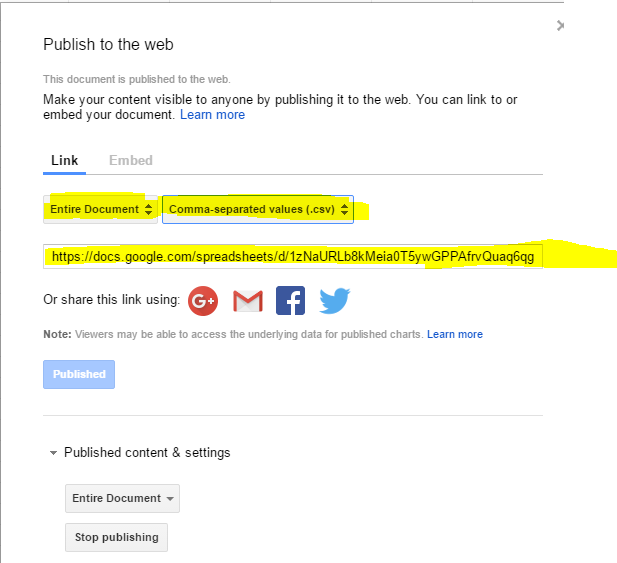 Publish to the web
This document is published to the web.
Make your content visible to anyone by publishing it to the web. You can link to or
embed your document. Learn more
Link Embed
Entire Document Comma-separated values (.csv)
https://docs.google.com/spreadsheets/d/1zNaURLb8kMeia0T5ywGPPAfrvQuaq6qg
Or share this link using: G+ M f
Note: Viewers may be able to access the underlying data for published charts. Learn more
Published
Published content & settings
Entire Document
Stop publishing